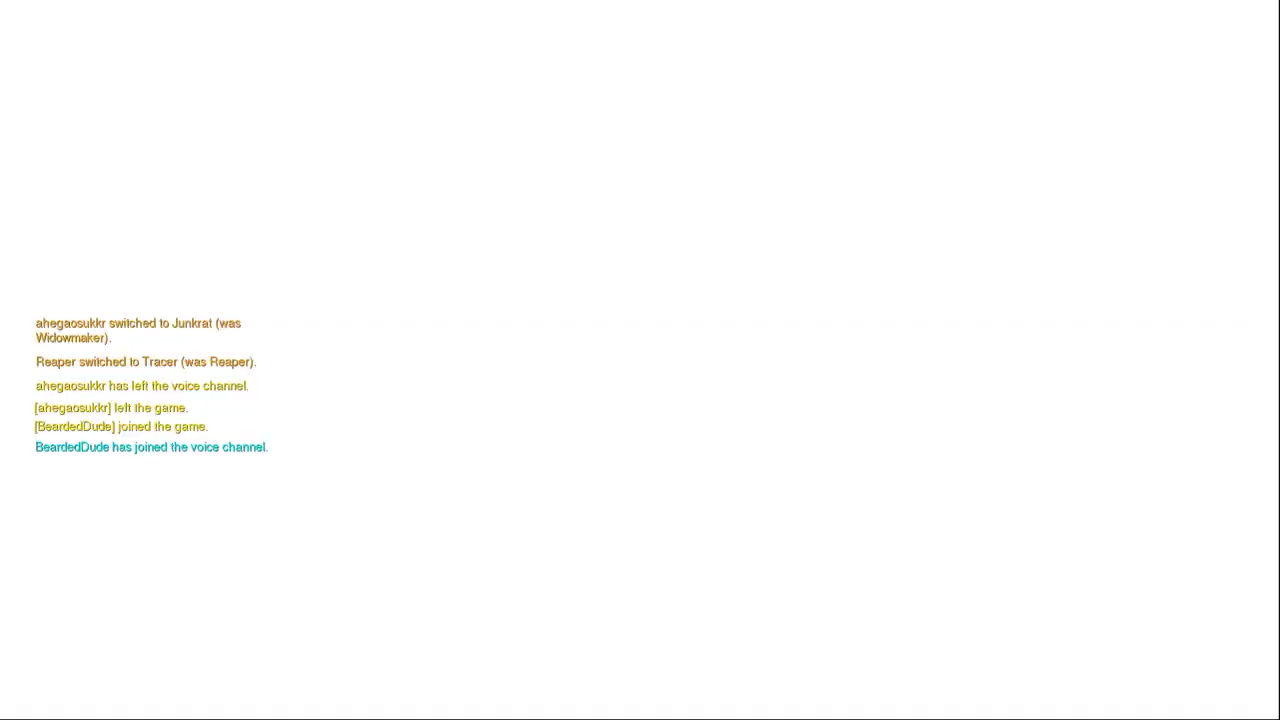 ahegaosukkr switched to Junkrat (was
Widowmaker).
Reaper switched to Tracer (was Reaper).
ahegaosukkr has left the voice channel.
[ahegaosukkr] left the game.
[BeardedDude] joined the game.
BeardedDude has joined the voice channel.